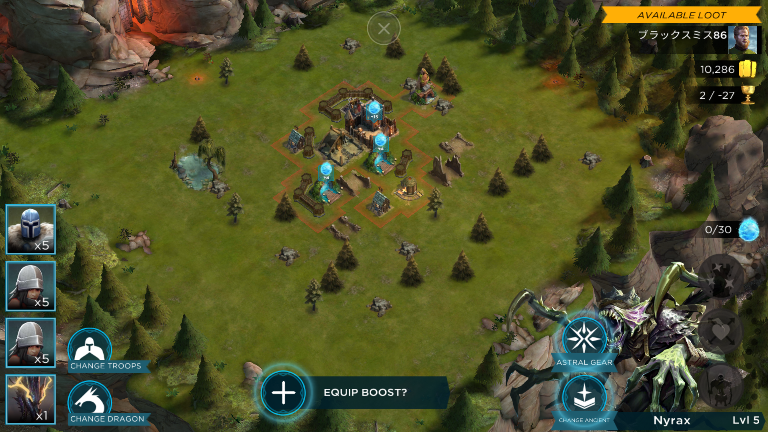 AVAILABLE LOOT
ブラックスミス86
10,286
2 / -27
0/30
x5
x5
x5
x1
CHANGE TROOPS
CHANGE DRAGON
EQUIP BOOST?
ASTRAL GEAR
CHANGE ANCIENT
Nyrax Lvl 5